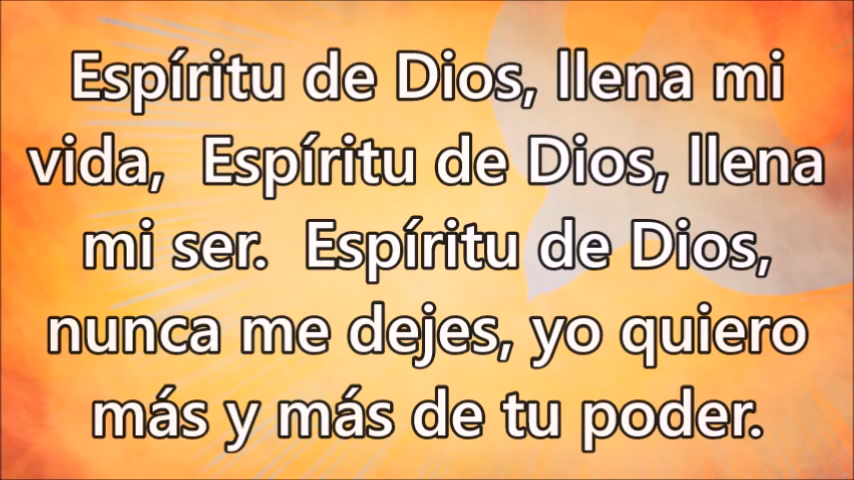 Espíritu de Dios, llena mi
vida,  Espíritu de Dios, llena
mi ser.  Espíritu de Dios,
nunca me dejes, yo quiero
más y más de tu poder.